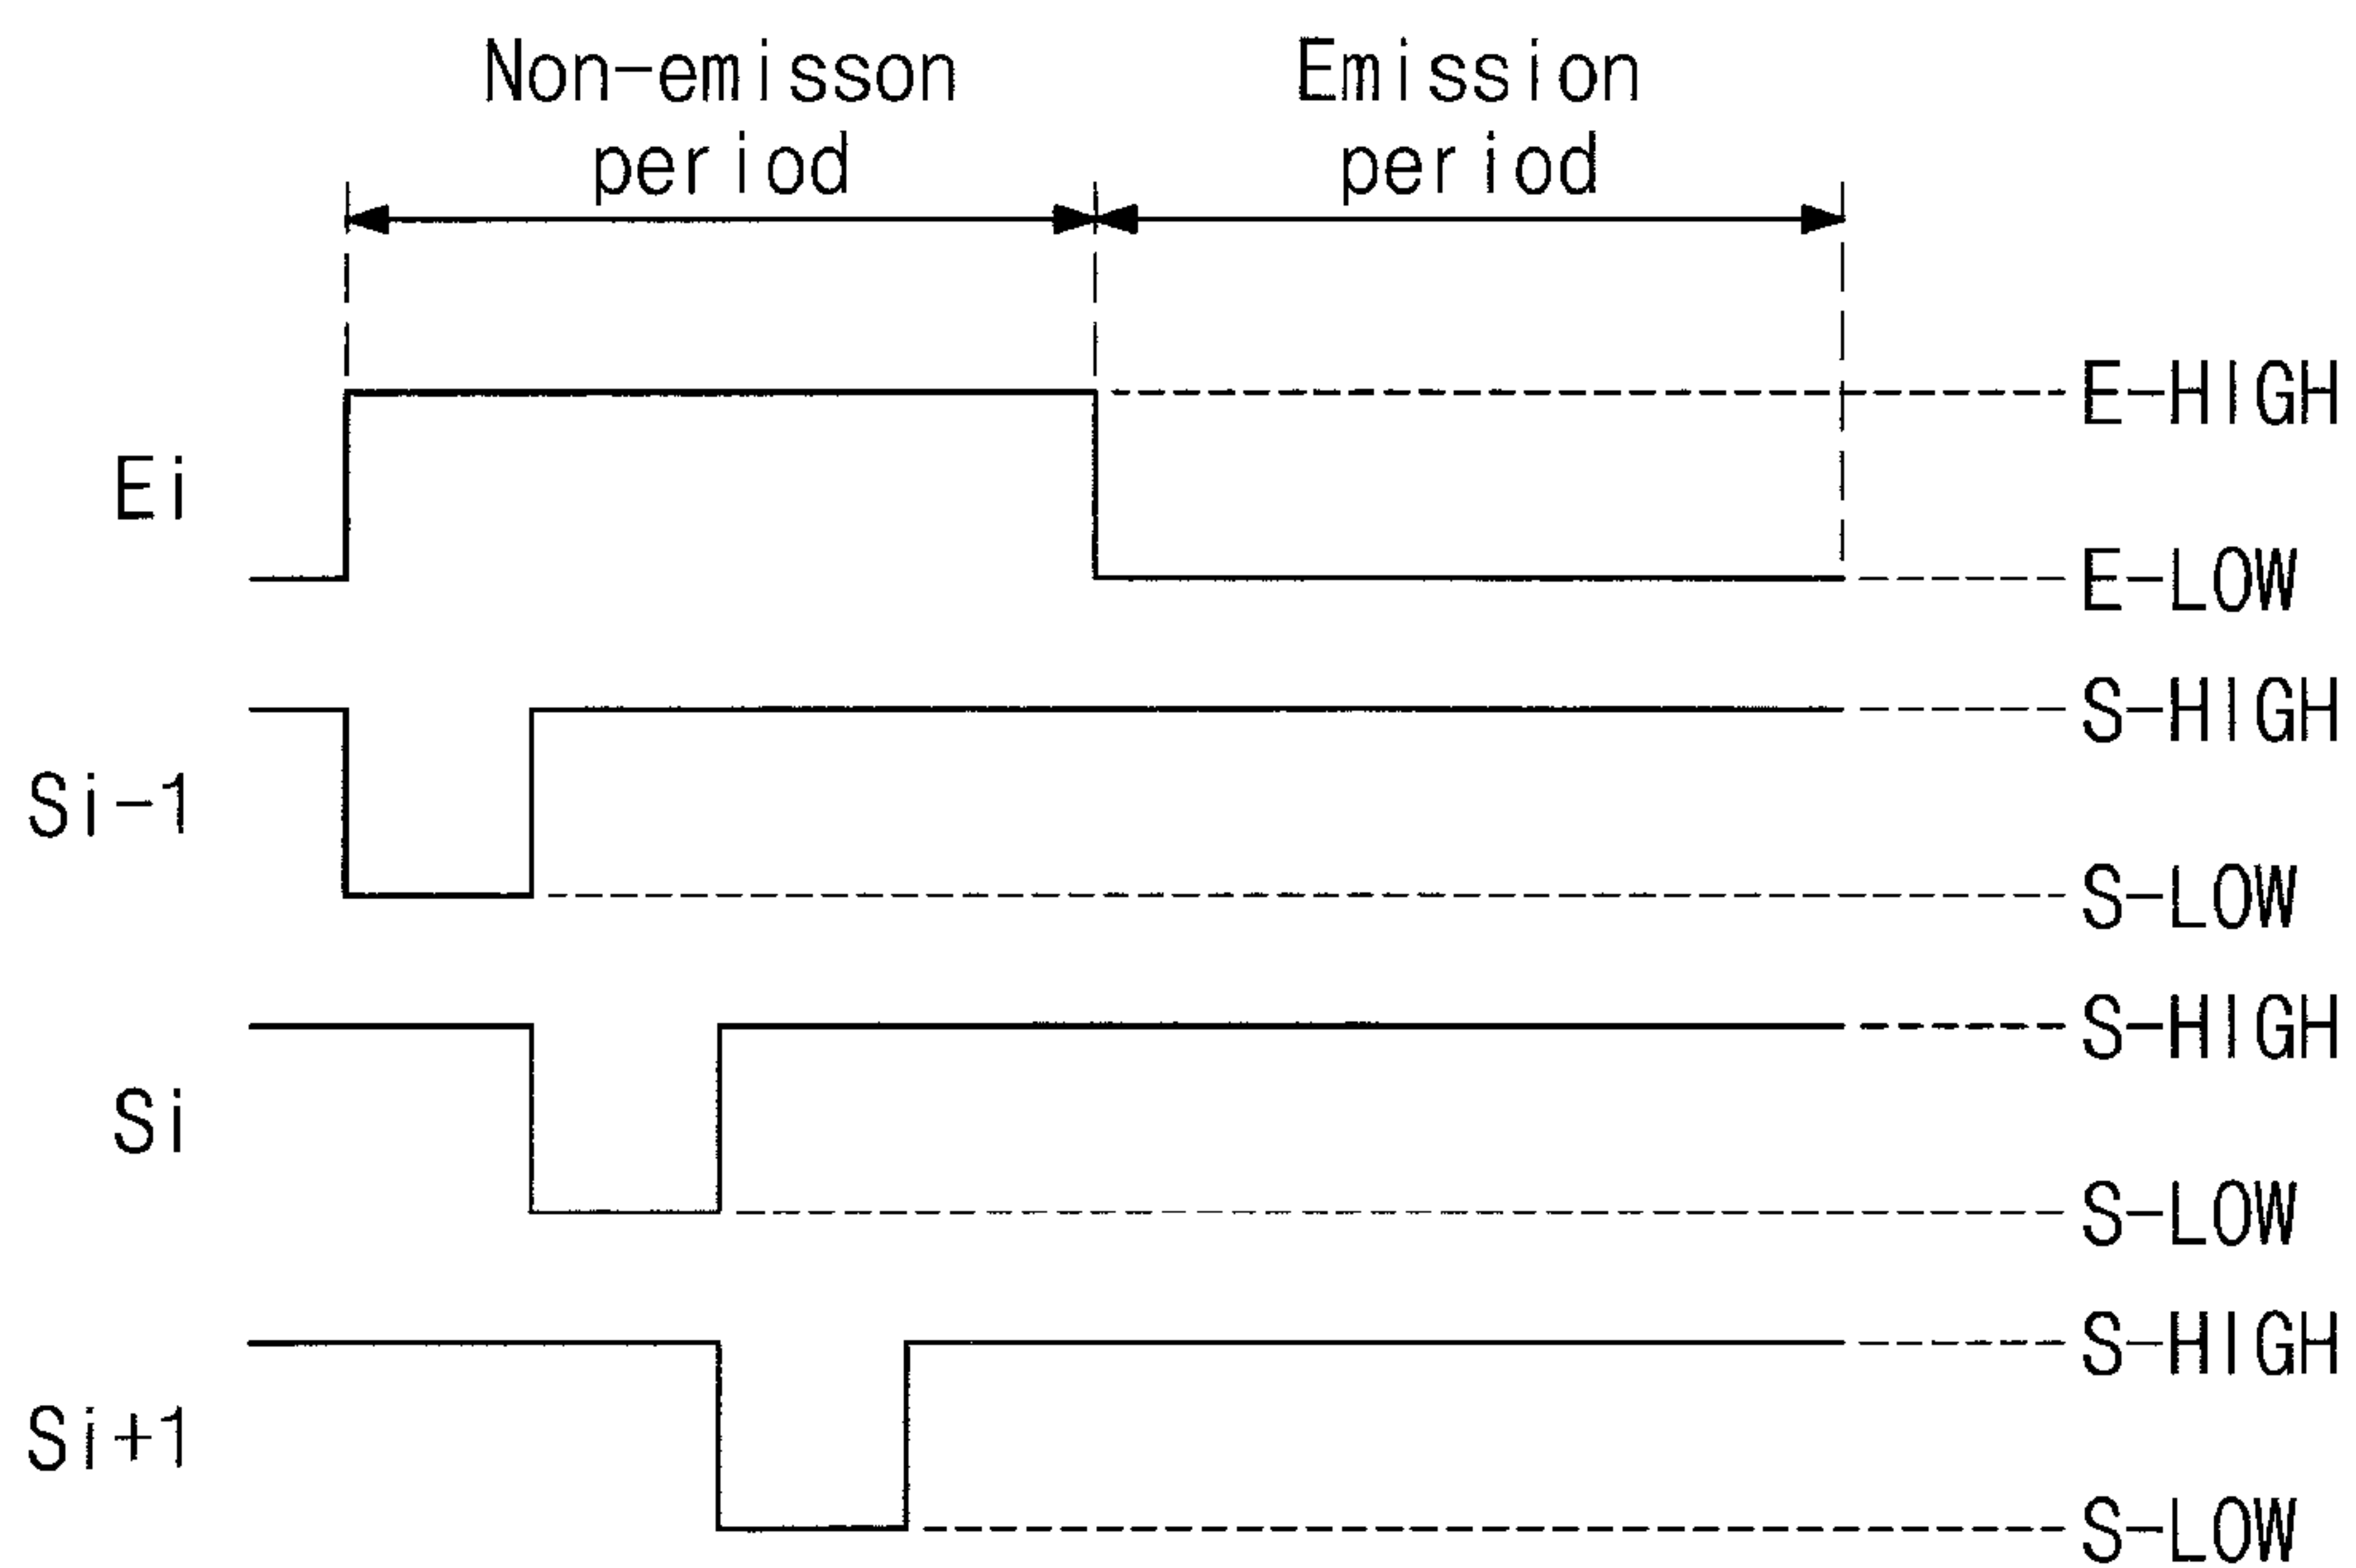 Non-emisson
period
Emission
period
Ei
E-HIGH
E-LOW
Si-1
S-HIGH
S-LOW
Si
S-HIGH
S-LOW
Si+1
S-HIGH
S-LOW